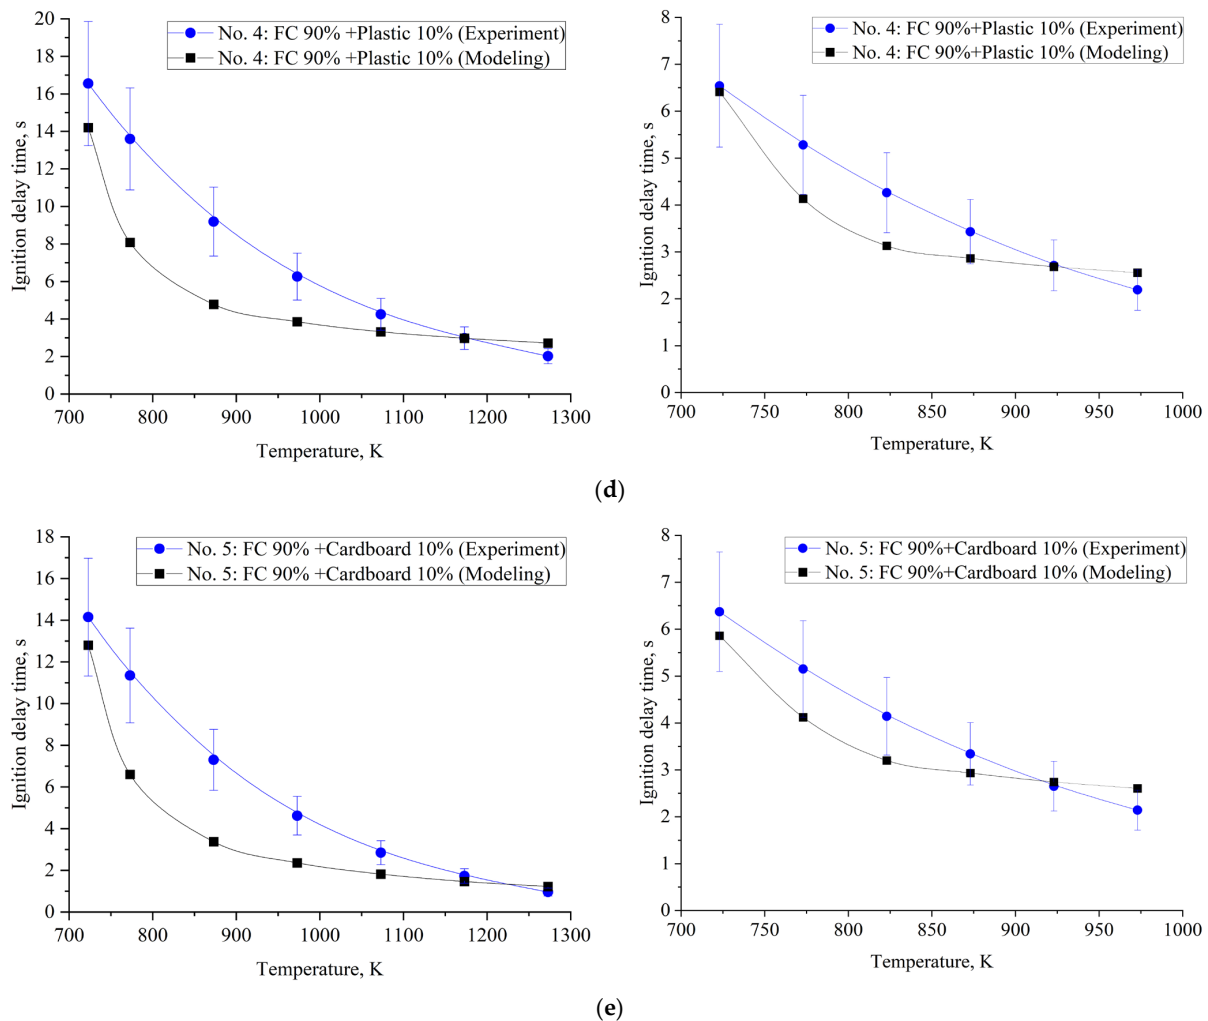 No. 4: FC 90% +Plastic 10% (Experiment)
No. 4: FC 90% +Plastic 10% (Modeling)
Ignition delay time, s
20
18
16
14
12
10
8
6
4
2
0
700 800 900 1000 1100 1200 1300
Temperature, K
No. 4: FC 90%+Plastic 10% (Experiment)
No. 4: FC 90%+Plastic 10% (Modeling)
Ignition delay time, s
8
7
6
5
4
3
2
1
0
700 750 800 850 900 950 1000
Temperature, K
(d)
No. 5: FC 90% +Cardboard 10% (Experiment)
No. 5: FC 90% +Cardboard 10% (Modeling)
Ignition delay time, s
18
16
14
12
10
8
6
4
2
0
700 800 900 1000 1100 1200 1300
Temperature, K
No. 5: FC 90%+Cardboard 10% (Experiment)
No. 5: FC 90%+Cardboard 10% (Modeling)
Ignition delay time, s
8
7
6
5
4
3
2
1
0
700 750 800 850 900 950 1000
Temperature, K
(e)